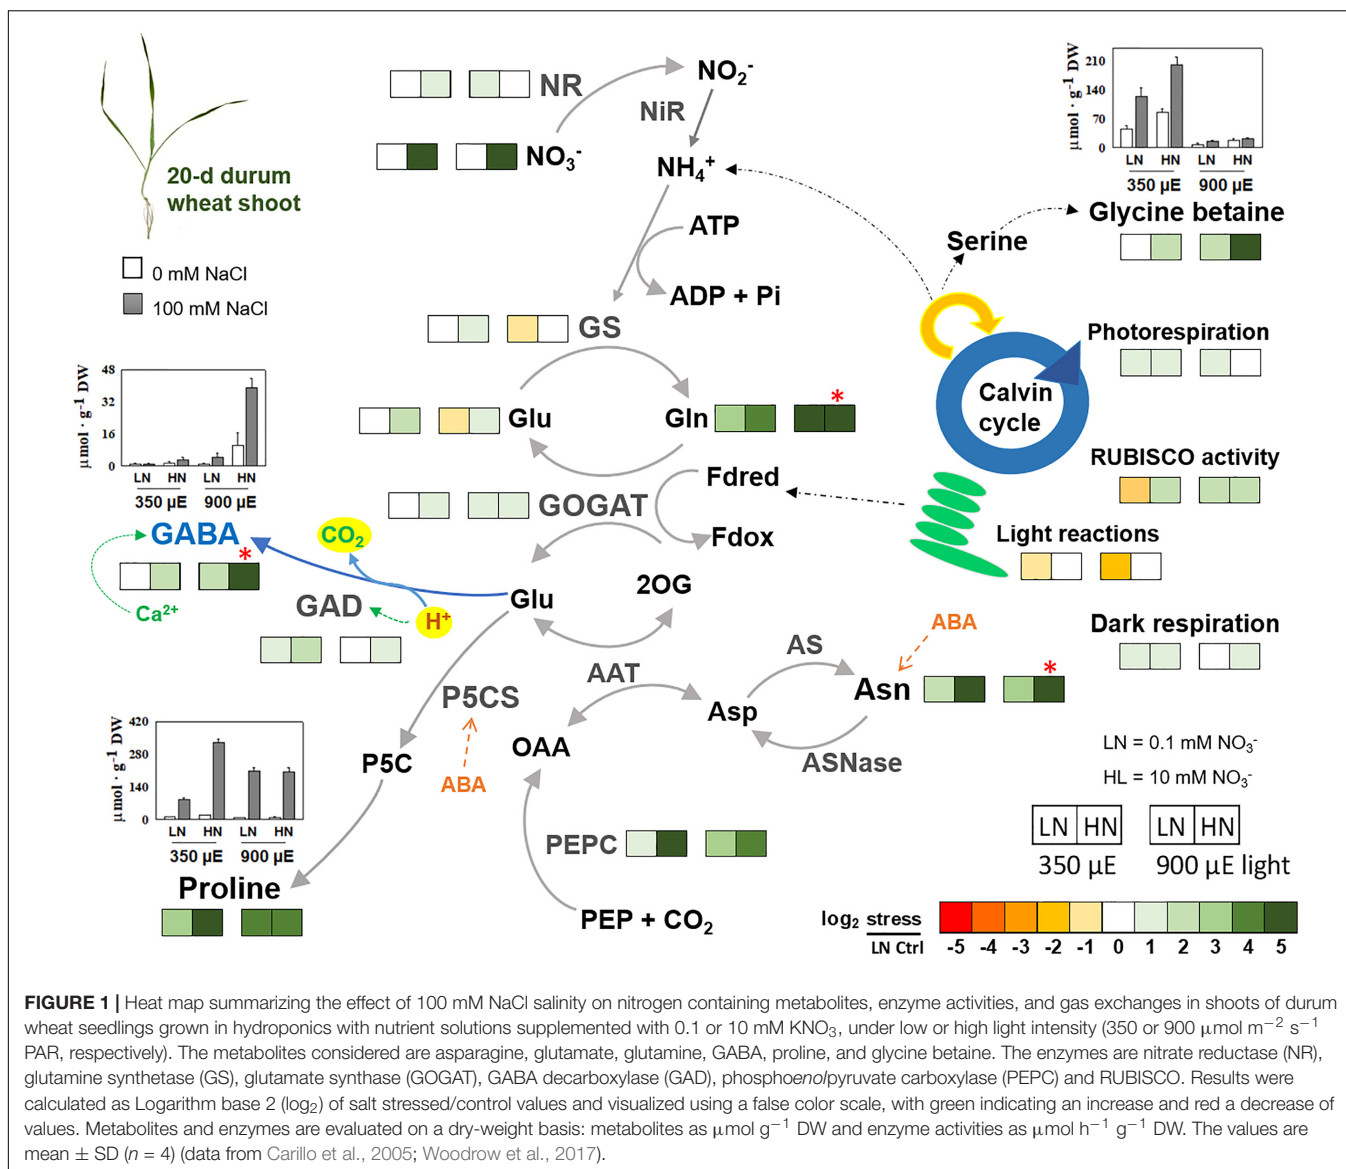 20-d durum
wheat shoot
0 mM NaCl
100 mM NaCl
NR
NO₂⁻
NiR
NO₃⁻
NH₄⁺
ATP
ADP + Pi
GS
Glu
Gln
*
Fdred
GOGAT
Fdox
2OG
Glu
μmol · g⁻¹ DW
210
140
70
0
LN HN LN HN
350 μE 900 μE
Glycine betaine
Serine
Photorespiration
Calvin
cycle
RUBISCO activity
Light reactions
Dark respiration
μmol · g⁻¹ DW
48
32
16
0
LN HN LN HN
350 μE 900 μE
GABA
*
CO₂
Ca²⁺
GAD
H⁺
P5CS
ABA
P5C
AAT
OAA
Asp
AS
ASNase
ABA
Asn
*
PEPC
PEP + CO₂
μmol · g⁻¹ DW
420
280
140
0
LN HN LN HN
350 μE 900 μE
Proline
LN = 0.1 mM NO₃⁻
HL = 10 mM NO₃⁻
LN HN LN HN
350 μE 900 μE light
log₂ stress
LN Ctrl
-5 -4 -3 -2 -1 0 1 2 3 4 5
FIGURE 1 | Heat map summarizing the effect of 100 mM NaCl salinity on nitrogen containing metabolites, enzyme activities, and gas exchanges in shoots of durum
wheat seedlings grown in hydroponics with nutrient solutions supplemented with 0.1 or 10 mM KNO₃, under low or high light intensity (350 or 900 μmol m⁻² s⁻¹
PAR, respectively). The metabolites considered are asparagine, glutamate, glutamine, GABA, proline, and glycine betaine. The enzymes are nitrate reductase (NR),
glutamine synthetase (GS), glutamate synthase (GOGAT), GABA decarboxylase (GAD), phosphoenolpyruvate carboxylase (PEPC) and RUBISCO. Results were
calculated as Logarithm base 2 (log₂) of salt stressed/control values and visualized using a false color scale, with green indicating an increase and red a decrease of
values. Metabolites and enzymes are evaluated on a dry-weight basis: metabolites as μmol g⁻¹ DW and enzyme activities as μmol h⁻¹ g⁻¹ DW. The values are
mean ± SD (n = 4) (data from Carillo et al., 2005; Woodrow et al., 2017).